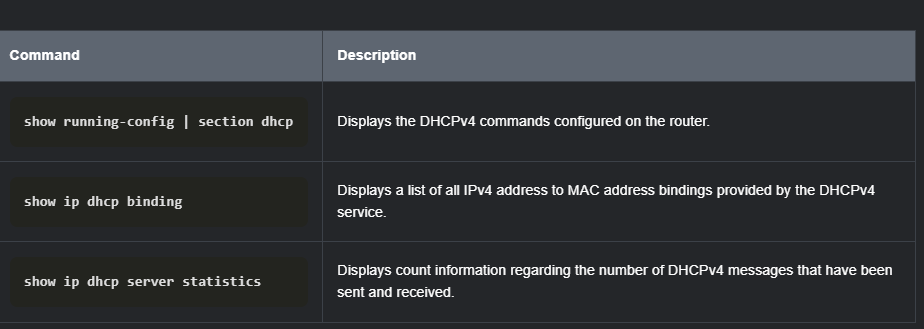 Command
Description
show running-config | section dhcp
Displays the DHCPv4 commands configured on the router.
show ip dhcp binding
Displays a list of all IPv4 address to MAC address bindings provided by the DHCPv4
service.
show ip dhcp server statistics
Displays count information regarding the number of DHCPv4 messages that have been
sent and received.